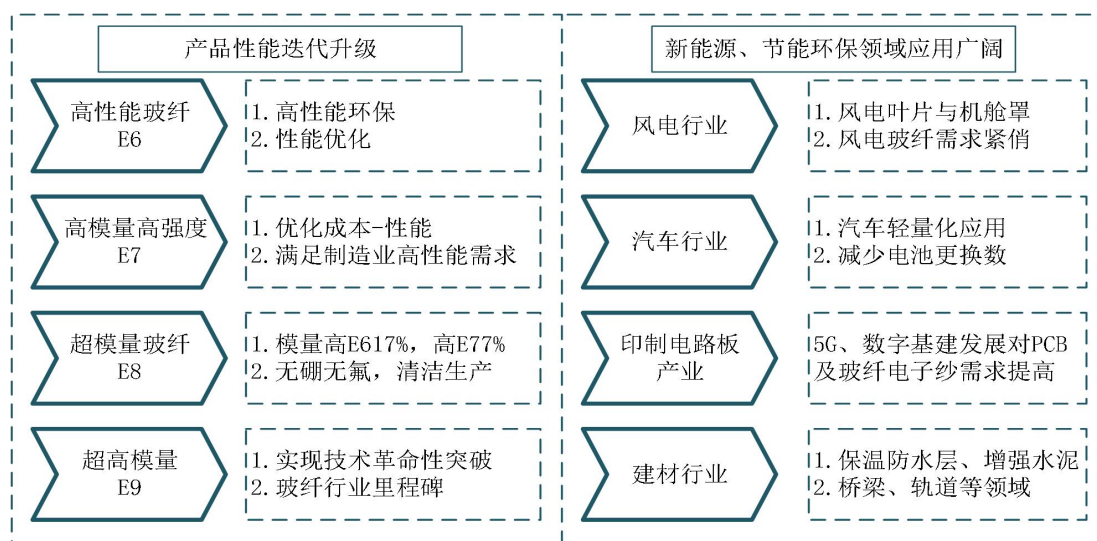 产品性能迭代升级
高性能玻纤
E6
1.高性能环保
2.性能优化
高模量高强度
E7
1.优化成本-性能
2.满足制造业高性能需求
超模量玻纤
E8
1.模量高E617%，高E77%
2.无硼无氟，清洁生产
超高模量
E9
1.实现技术革命性突破
2.玻纤行业里程碑
新能源、节能环保领域应用广阔
风电行业
1.风电叶片与机舱罩
2.风电玻纤需求紧俏
汽车行业
1.汽车轻量化应用
2.减少电池更换数
印制电路板
产业
5G、数字基建发展对PCB
及玻纤电子纱需求提高
建材行业
1.保温防水层、增强水泥
2.桥梁、轨道等领域